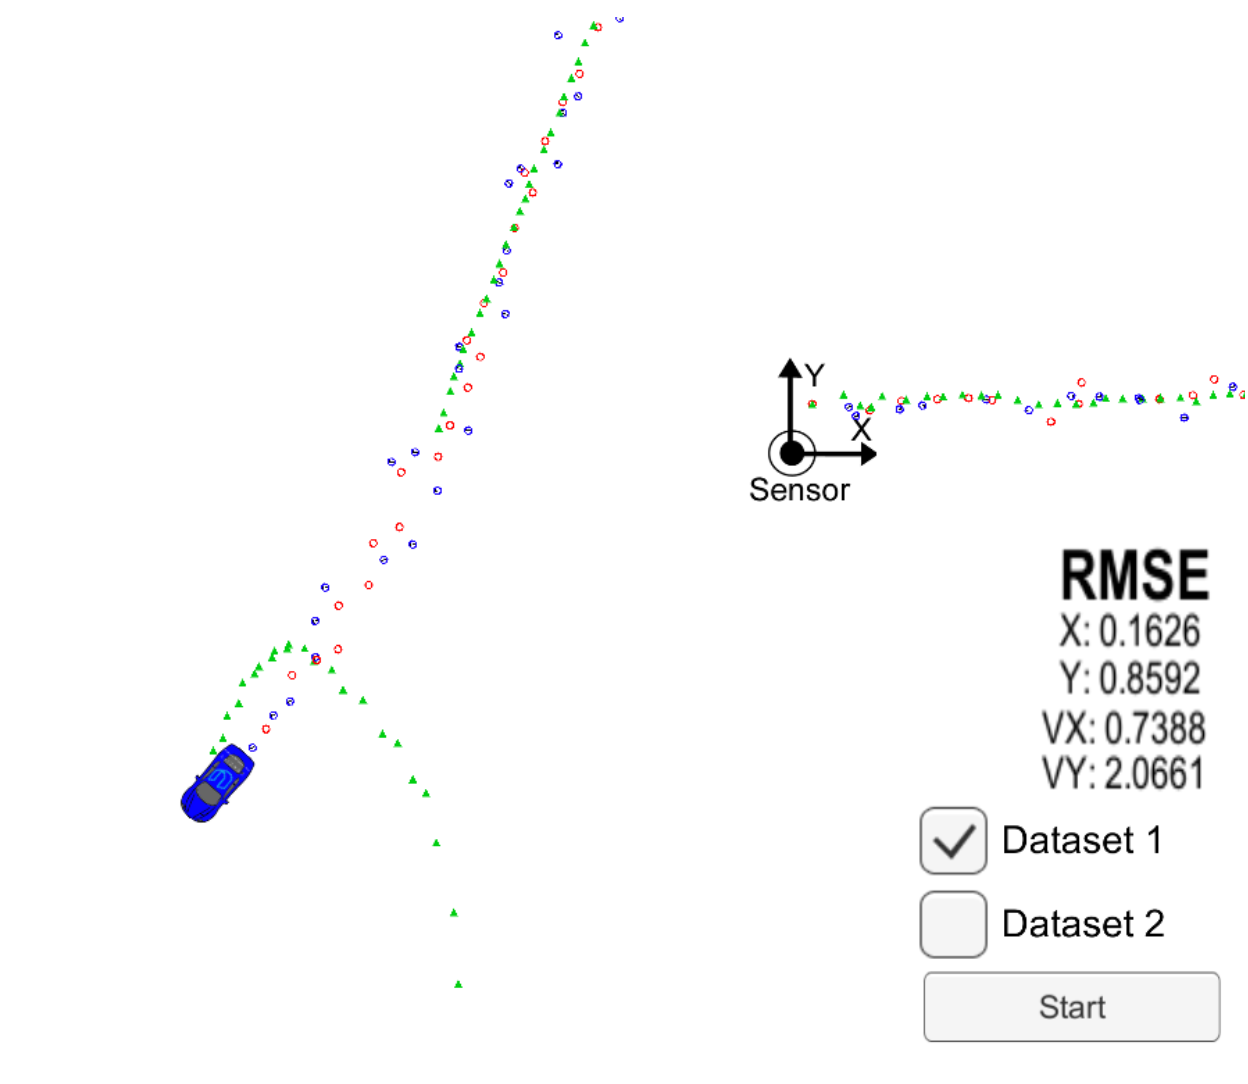 Y
X
Sensor
RMSE
X: 0.1626
Y: 0.8592
VX: 0.7388
VY: 2.0661
Dataset 1
Dataset 2
Start